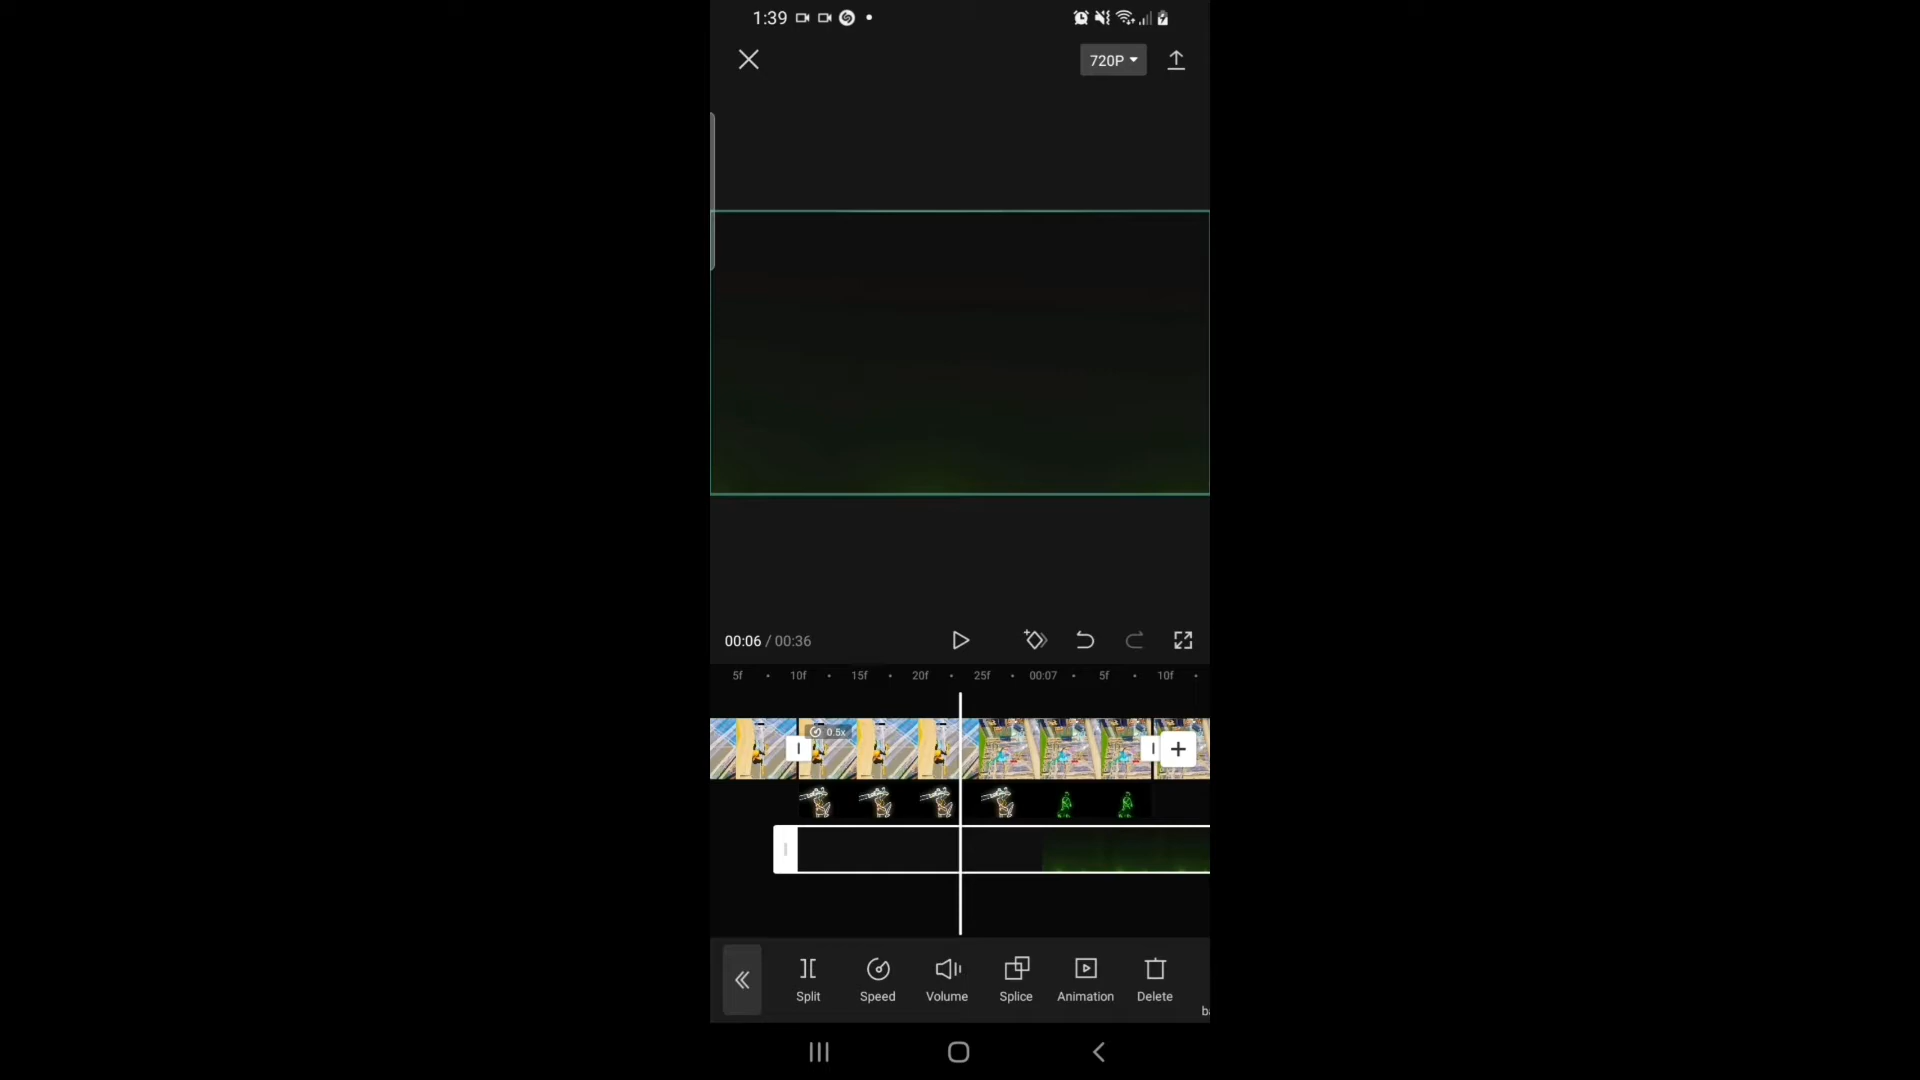 1:39
720P
00:06 / 00:36
5f 10f 15f 20f 25f 00:07 5f 10f
0.5x
Split Speed Volume Splice Animation Delete